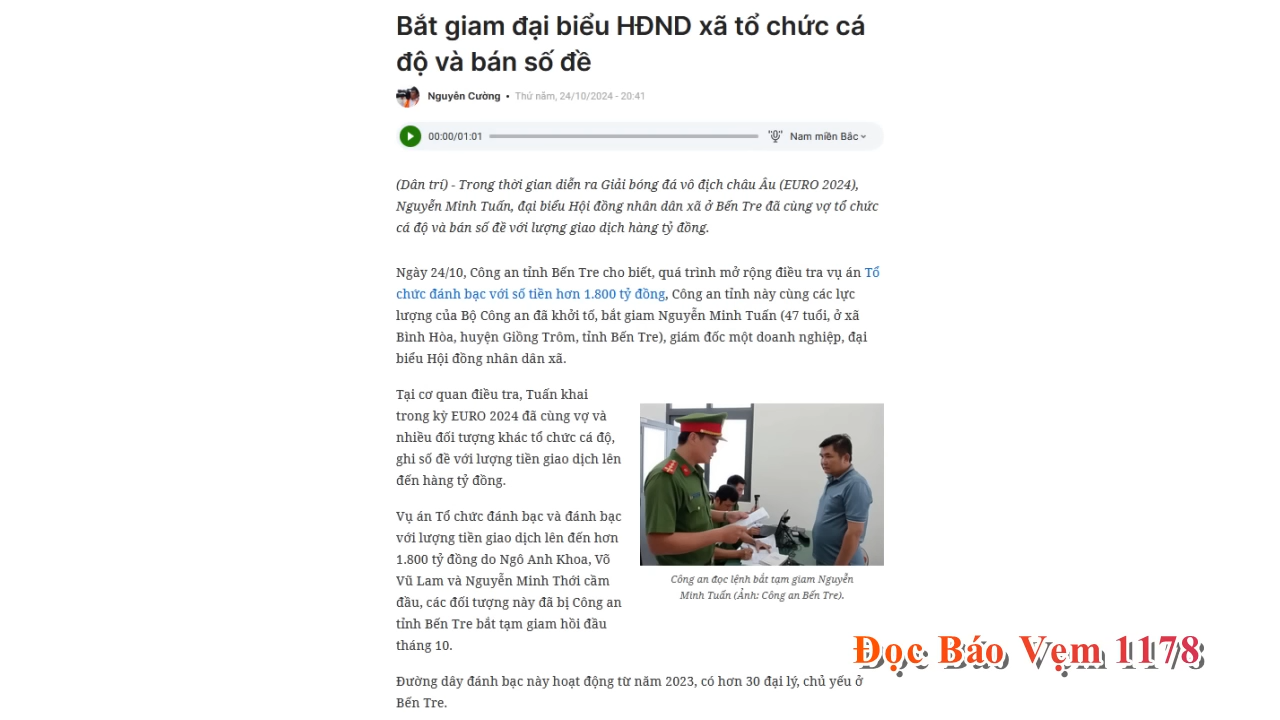 Bắt giam đại biểu HĐND xã tổ chức cá
độ và bán số đề
Nguyễn Cường • Thứ năm, 24/10/2024 - 20:41
00:00/01:01 Nam miền Bắc
(Dân trí) - Trong thời gian diễn ra Giải bóng đá vô địch châu Âu (EURO 2024),
Nguyễn Minh Tuấn, đại biểu Hội đồng nhân dân xã ở Bến Tre đã cùng vợ tổ chức
cá độ và bán số đề với lượng giao dịch hàng tỷ đồng.
Ngày 24/10, Công an tỉnh Bến Tre cho biết, quá trình mở rộng điều tra vụ án Tổ
chức đánh bạc với số tiền hơn 1.800 tỷ đồng, Công an tỉnh này cùng các lực
lượng của Bộ Công an đã khởi tố, bắt giam Nguyễn Minh Tuấn (47 tuổi, ở xã
Bình Hòa, huyện Giồng Trôm, tỉnh Bến Tre), giám đốc một doanh nghiệp, đại
biểu Hội đồng nhân dân xã.
Tại cơ quan điều tra, Tuấn khai
trong kỳ EURO 2024 đã cùng vợ và
nhiều đối tượng khác tổ chức cá độ,
ghi số đề với lượng tiền giao dịch lên
đến hàng tỷ đồng.
Vụ án Tổ chức đánh bạc và đánh bạc
với lượng tiền giao dịch lên đến hơn
1.800 tỷ đồng do Ngô Anh Khoa, Võ
Vũ Lam và Nguyễn Minh Thới cầm
đầu, các đối tượng này đã bị Công an
tỉnh Bến Tre bắt tạm giam hồi đầu
tháng 10.
Công an đọc lệnh bắt tạm giam Nguyễn
Minh Tuấn (Ảnh: Công an Bến Tre).
Đường dây đánh bạc này hoạt động từ năm 2023, có hơn 30 đại lý, chủ yếu ở
Bến Tre.
Đọc Báo Vẹm 1178